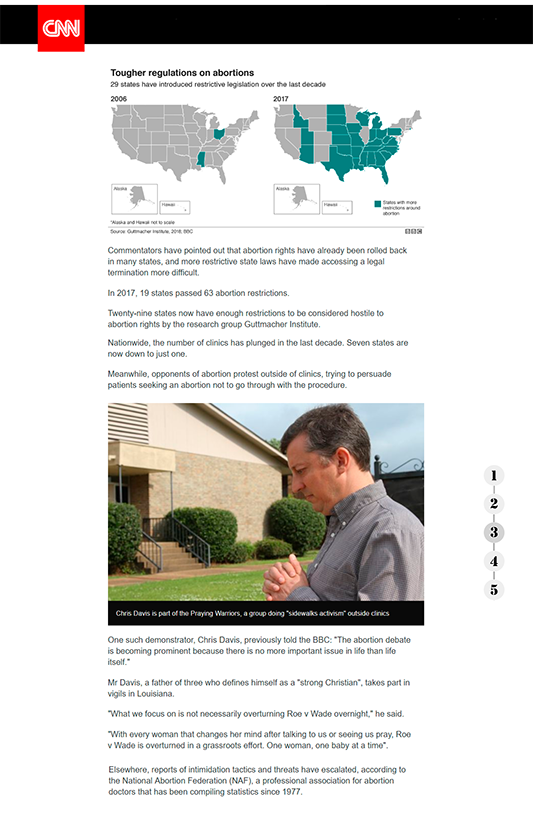 CNN
Tougher regulations on abortions
29 states have introduced restrictive legislation over the last decade
2006
2017
Alaska
Hawaii
Alaska
Hawaii
States with more
restrictions around
abortion
*Alaska and Hawaii not to scale
Source: Guttmacher Institute, 2018, BBC
BBC
Commentators have pointed out that abortion rights have already been rolled back
in many states, and more restrictive state laws have made accessing a legal
termination more difficult.
In 2017, 19 states passed 63 abortion restrictions.
Twenty-nine states now have enough restrictions to be considered hostile to
abortion rights by the research group Guttmacher Institute.
Nationwide, the number of clinics has plunged in the last decade. Seven states are
now down to just one.
Meanwhile, opponents of abortion protest outside of clinics, trying to persuade
patients seeking an abortion not to go through with the procedure.
1
2
3
4
5
Chris Davis is part of the Praying Warriors, a group doing "sidewalks activism" outside clinics
One such demonstrator, Chris Davis, previously told the BBC: "The abortion debate
is becoming prominent because there is no more important issue in life than life
itself."
Mr Davis, a father of three who defines himself as a "strong Christian", takes part in
vigils in Louisiana.
"What we focus on is not necessarily overturning Roe v Wade overnight," he said.
"With every woman that changes her mind after talking to us or seeing us pray, Roe
v Wade is overturned in a grassroots effort. One woman, one baby at a time".
Elsewhere, reports of intimidation tactics and threats have escalated, according to
the National Abortion Federation (NAF), a professional association for abortion
doctors that has been compiling statistics since 1977.